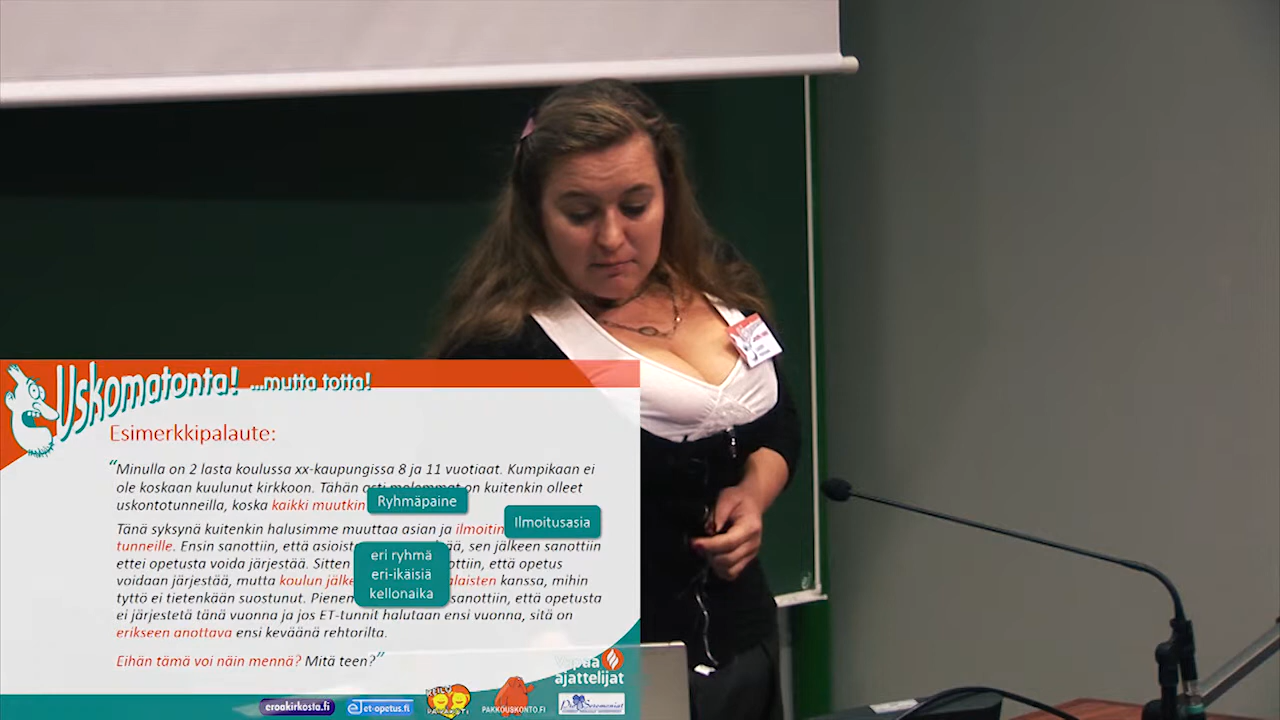 Uskomatonta! ...mutta totta!
Esimerkkipalaute:
"Minulla on 2 lasta koulussa xx-kaupungissa 8 ja 11 vuotiaat. Kumpikaan ei
ole koskaan kuulunut kirkkoon. Tähän asti molemmat on kuitenkin olleet
uskontotunneilla, koska kaikki muutkin
Ryhmäpaine
Tänä syksynä kuitenkin halusimme muuttaa asian ja ilmoitin
Ilmoitusasia
tunneille. Ensin sanottiin, että asioist sen jälkeen sanottiin
ettei opetusta voida järjestää. Sitten että opetus
voidaan järjestää, mutta koulun jälke kanssa, mihin
eri ryhmä
eri-ikäisiä
kellonaika
tyttö ei tietenkään suostunut. Pienen sanottiin, että opetusta
ei järjestetä tänä vuonna ja jos ET-tunnit halutaan ensi vuonna, sitä on
erikseen anottava ensi keväänä rehtorilta.
Eihän tämä voi näin mennä? Mitä teen?"
vapaa
ajattelijat
eroakirkosta.fi et-opetus.fi PAKKOUSKONTO.FI Pro Seremoniat